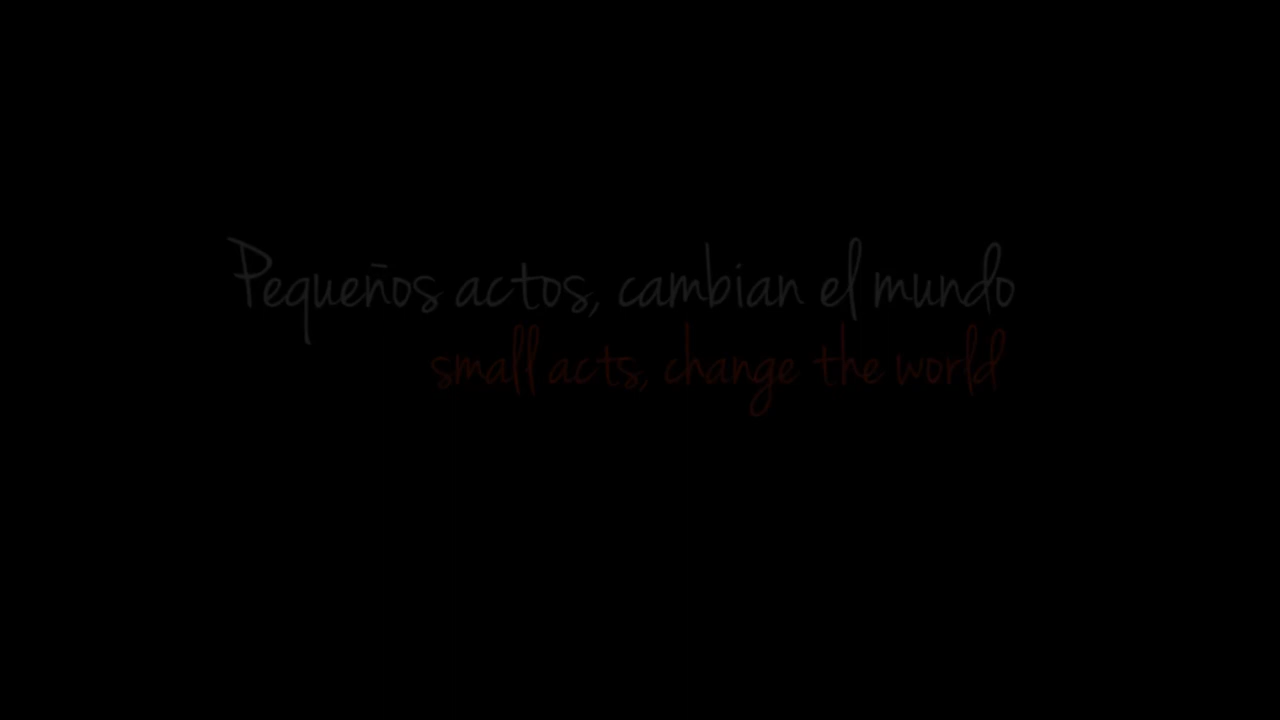 Pequeños actos, cambian el mundo
small acts, change the world